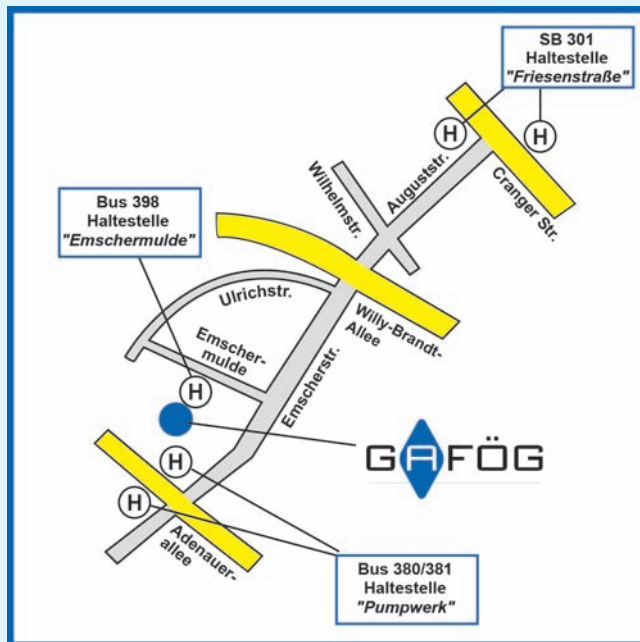 SB 301
Haltestelle
"Friesenstraße"
H
H
Cranger Str.
Auguststr.
Wilhelmstr.
Bus 398
Haltestelle
"Emschermulde"
Ulrichstr.
Willy-Brandt-
Allee
Emscher-
mulde
Emscherstr.
H
GAFÖG
H
H
Adenauer-
allee
Bus 380/381
Haltestelle
"Pumpwerk"